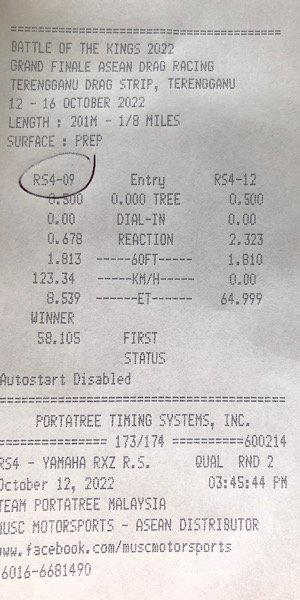 BATTLE OF THE KINGS 2022
GRAND FINALE ASEAN DRAG RACING
TERENGGANU DRAG STRIP, TERENGGANU
12 - 16 OCTOBER 2022
LENGTH : 201M - 1/8 MILES
SURFACE : PREP
RS4-09 Entry RS4-12
0.500 0.000 TREE 0.500
0.00 DIAL-IN 0.00
0.678 REACTION 2.323
1.813 -----60FT----- 1.810
123.34 -----KM/H----- 0.00
8.539 ------ET------ 64.999
WINNER
58.105 FIRST
STATUS
Autostart Disabled
PORTATREE TIMING SYSTEMS, INC.
=============== 173/174 ==========600214
RS4 - YAMAHA RXZ R.S. QUAL RND 2
October 12, 2022 03:45:44 PM
TEAM PORTATREE MALAYSIA
MUSC MOTORSPORTS - ASEAN DISTRIBUTOR
www.facebook.com/muscmotorsports
6016-6681490